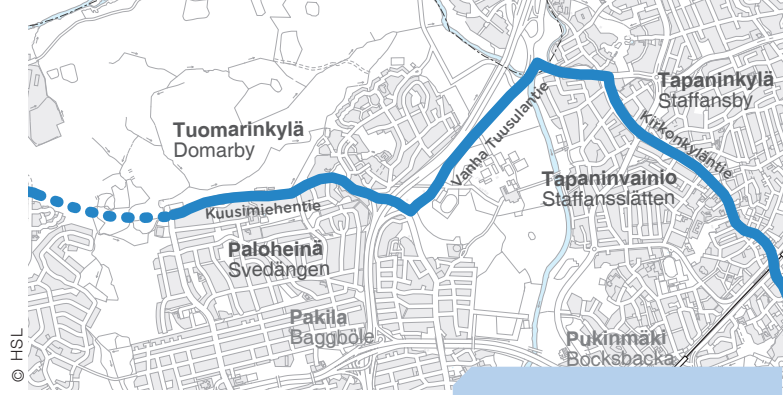 Tapaninkylä
Staffansby
Tuomarinkylä
Domarby
Vanha Tuusulantie
Kirkonkyläntie
Tapaninvainio
Staffansslätten
Kuusimiehentie
Paloheinä
Svedängen
Pakila
Baggböle
Pukinmäki
Bocksbacka
© HSL